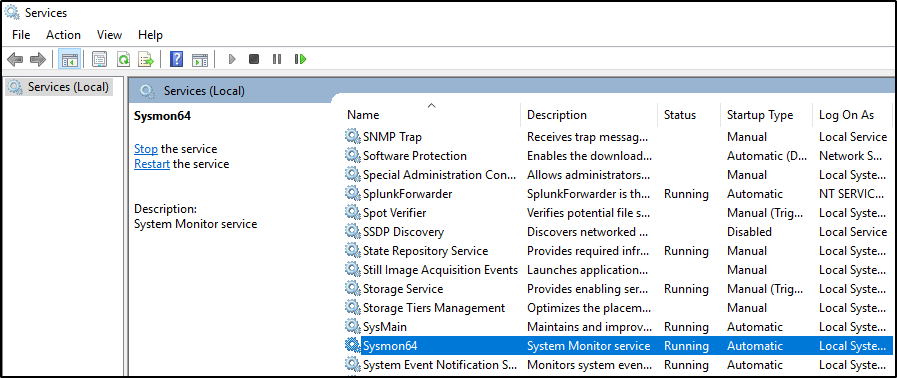 Services
File Action View Help
Services (Local)
Services (Local)
Sysmon64
Stop the service
Restart the service
Description:
System Monitor service
Name Description Status Startup Type Log On As
SNMP Trap Receives trap messag... Manual Local Service
Software Protection Enables the download... Automatic (D... Network S...
Special Administration Con... Allows administrators... Manual Local Syste...
SplunkForwarder SplunkForwarder is th... Running Automatic NT SERVIC...
Spot Verifier Verifies potential file s... Manual (Trig... Local Syste...
SSDP Discovery Discovers networked ... Disabled Local Service
State Repository Service Provides required infr... Running Manual Local Syste...
Still Image Acquisition Events Launches application... Manual Local Syste...
Storage Service Provides enabling ser... Running Manual (Trig... Local Syste...
Storage Tiers Management Optimizes the placem... Manual Local Syste...
SysMain Maintains and improv... Running Automatic Local Syste...
Sysmon64 System Monitor service Running Automatic Local Syste...
System Event Notification S... Monitors system even... Running Automatic Local Syste...